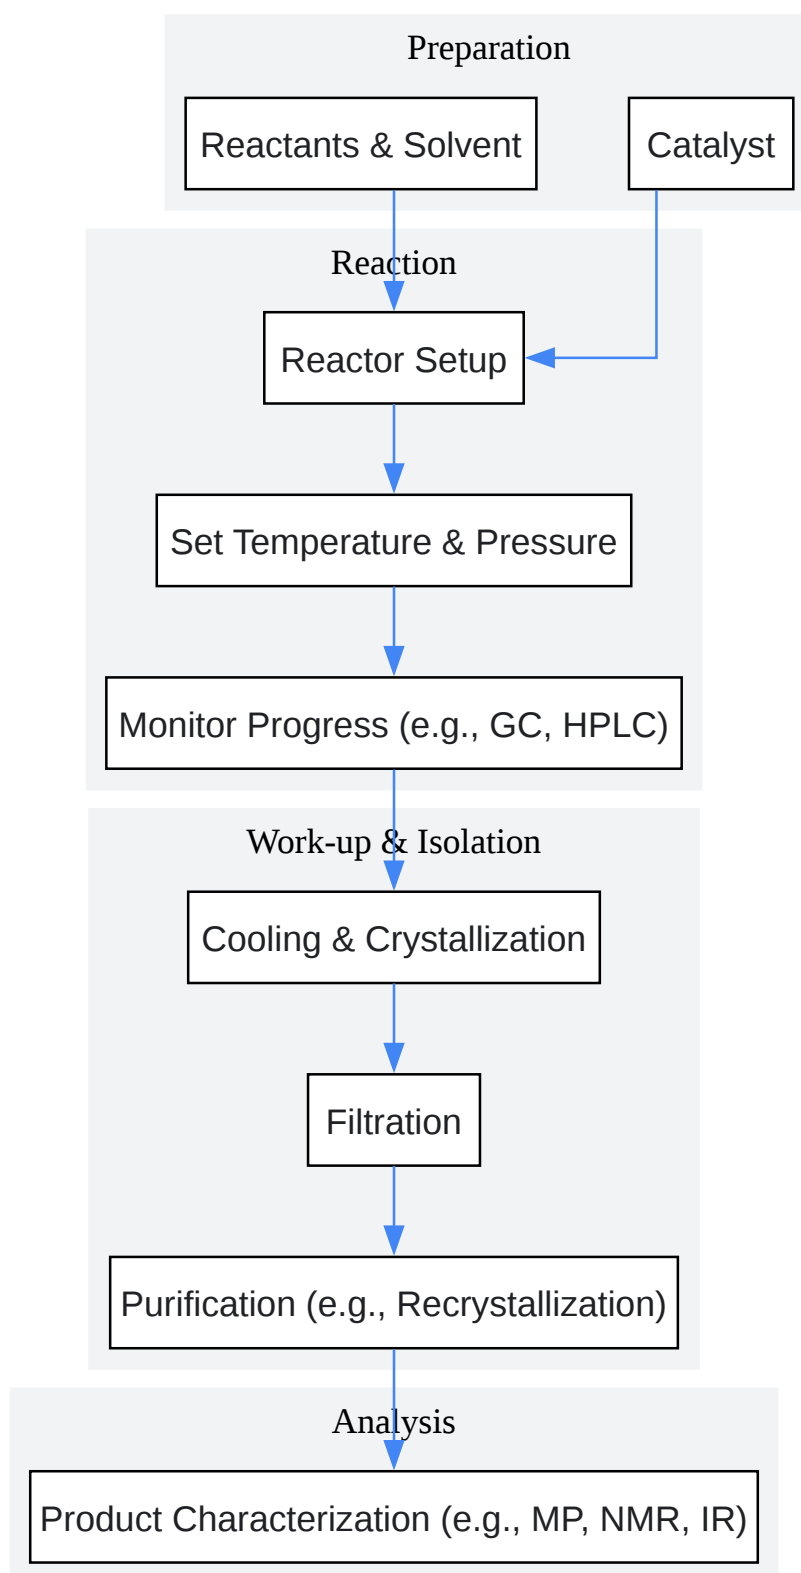 Preparation
Reactants & Solvent
Catalyst
Reaction
Reactor Setup
Set Temperature & Pressure
Monitor Progress (e.g., GC, HPLC)
Work-up & Isolation
Cooling & Crystallization
Filtration
Purification (e.g., Recrystallization)
Analysis
Product Characterization (e.g., MP, NMR, IR)